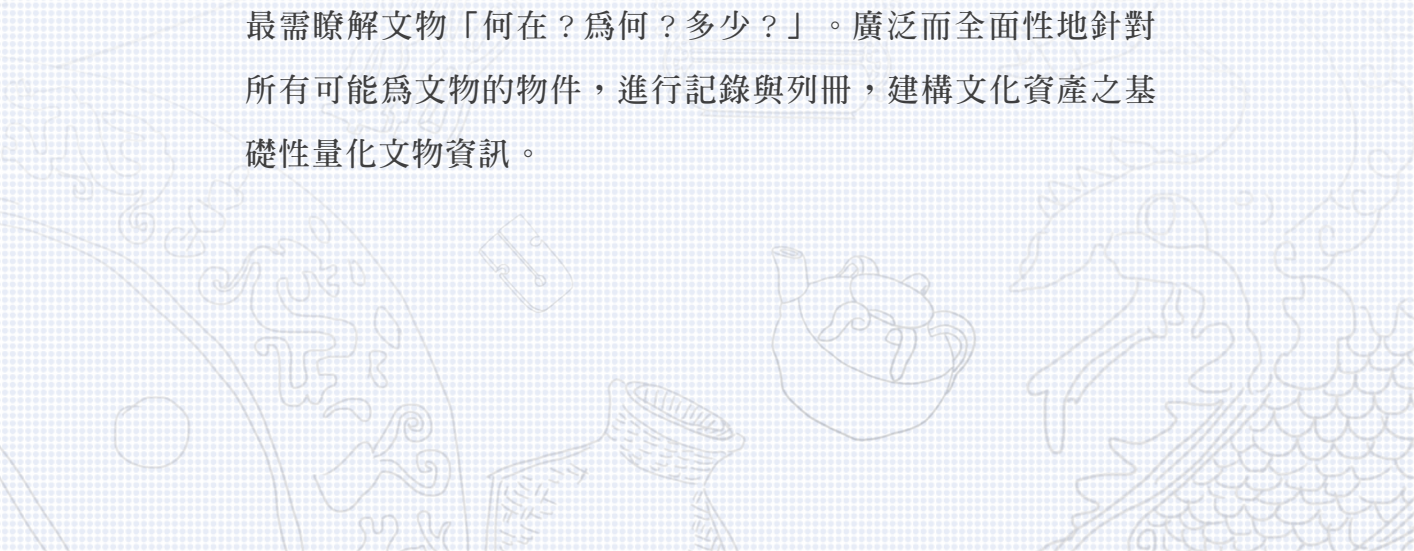 最需瞭解文物「何在？爲何？多少？」。廣泛而全面性地針對
所有可能爲文物的物件，進行記錄與列冊，建構文化資產之基
礎性量化文物資訊。